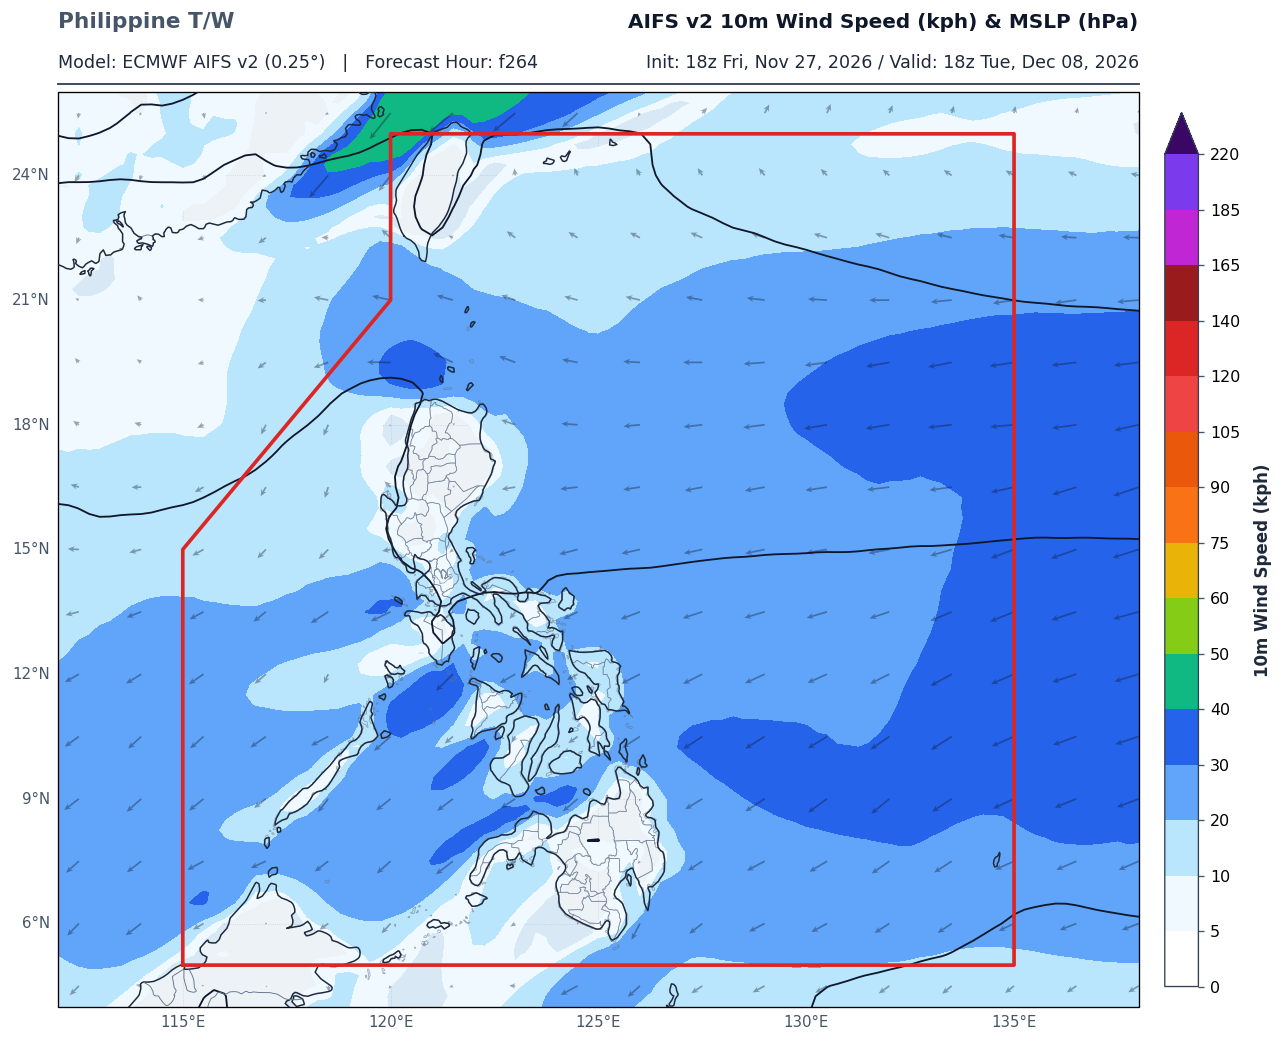 Philippine T/W
AIFS v2 10m Wind Speed (kph) & MSLP (hPa)
Model: ECMWF AIFS v2 (0.25°) | Forecast Hour: f264
Init: 18z Fri, Nov 27, 2026 / Valid: 18z Tue, Dec 08, 2026
24°N
21°N
18°N
15°N
12°N
9°N
6°N
115°E
120°E
125°E
130°E
135°E
220
185
165
140
120
105
90
75
60
50
40
30
20
10
5
0
10m Wind Speed (kph)